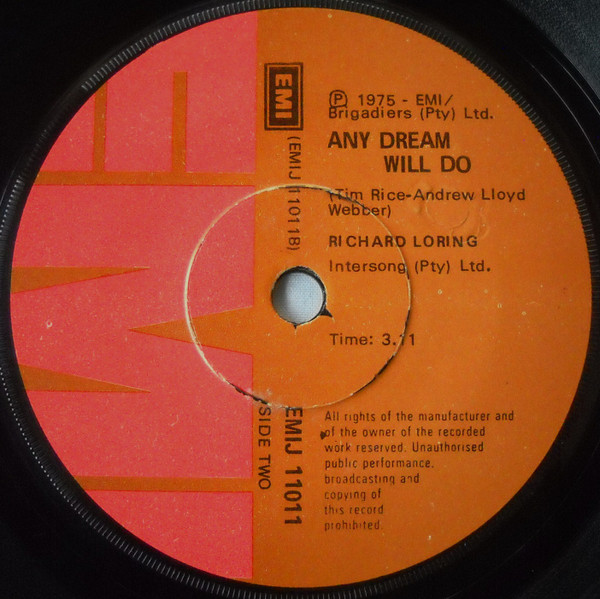 EMI
(EMIJ 11011B)
Ⓟ 1975 - EMI/
Brigadiers (Pty) Ltd.
ANY DREAM
WILL DO
(Tim Rice-Andrew Lloyd
Webber)
RICHARD LORING
Intersong (Pty) Ltd.
Time: 3.11
EMIJ 11011
SIDE TWO
All rights of the manufacturer and
of the owner of the recorded
work reserved. Unauthorised
public performance,
broadcasting and
copying of
this record
prohibited.